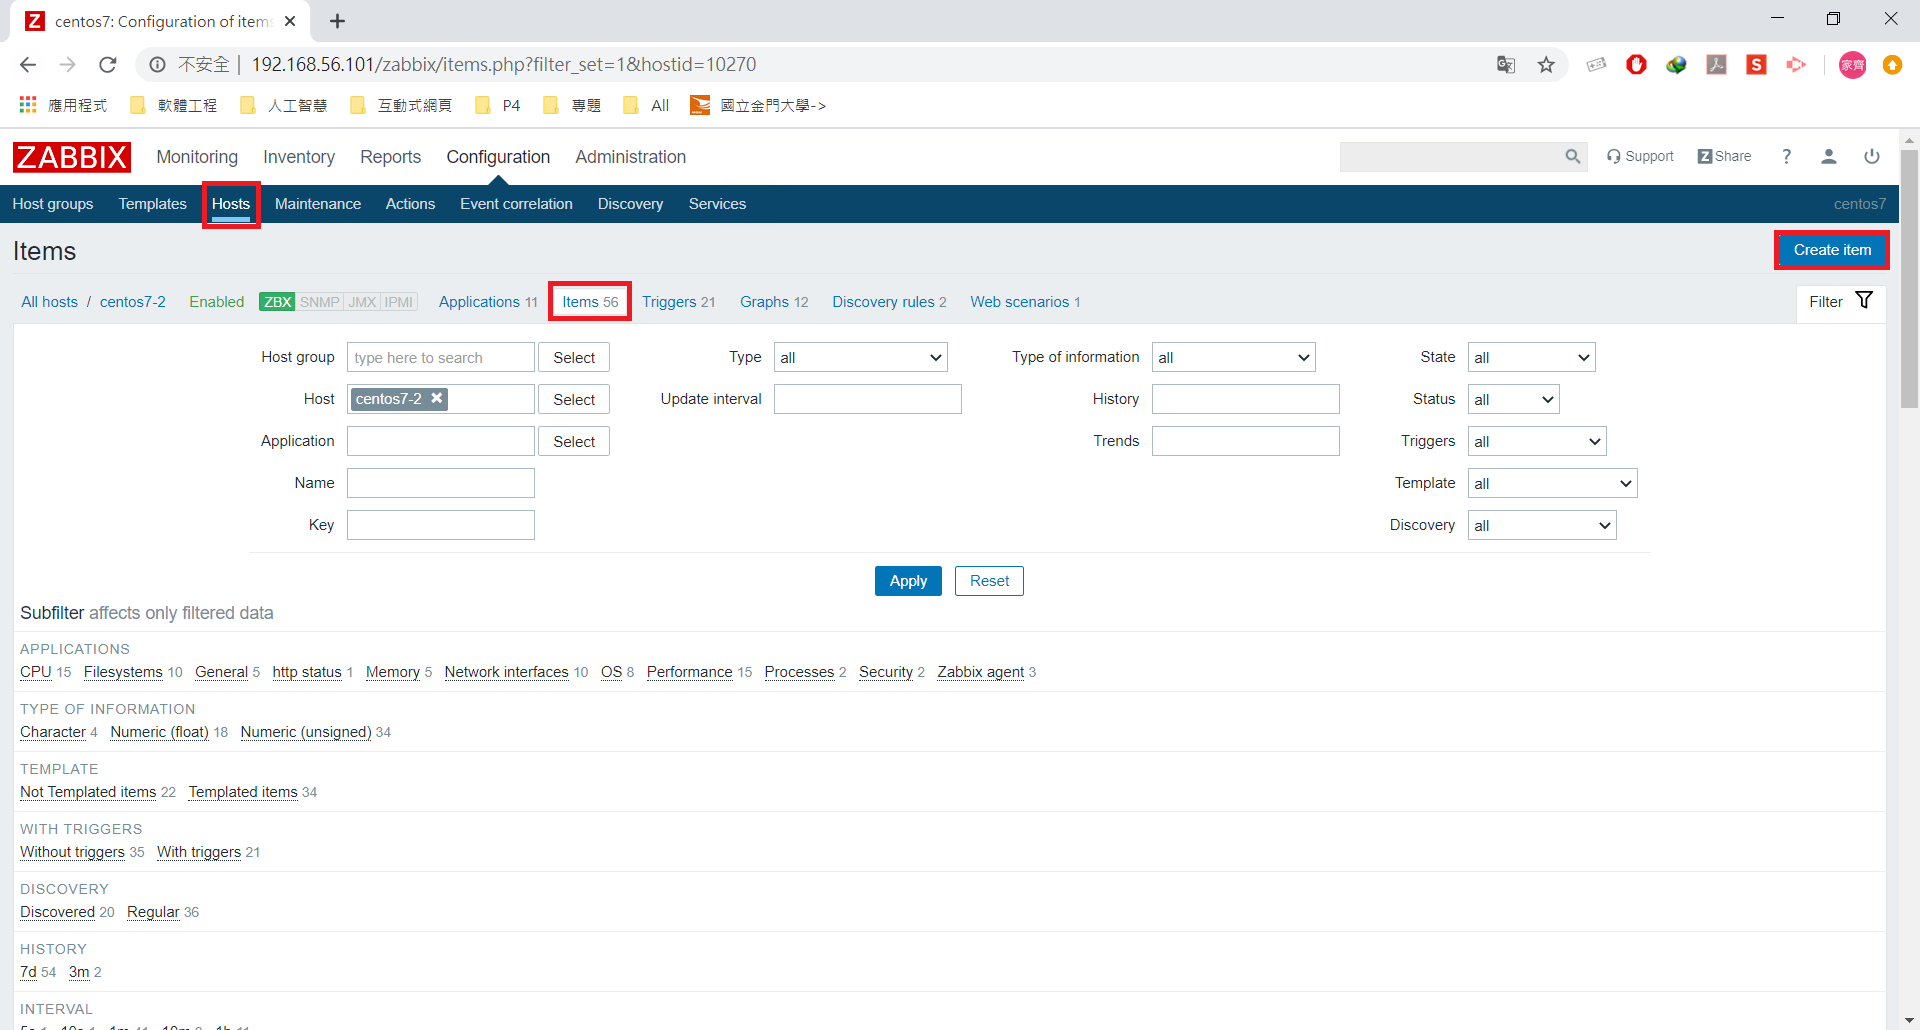 centos7: Configuration of items
不安全 | 192.168.56.101/zabbix/items.php?filter_set=1&hostid=10270
家齊
應用程式 軟體工程 人工智慧 互動式網頁 P4 專題 All 國立金門大學->
ZABBIX Monitoring Inventory Reports Configuration Administration Support Z Share ?
Host groups Templates Hosts Maintenance Actions Event correlation Discovery Services centos7
Items Create item
All hosts / centos7-2 Enabled ZBX SNMP JMX IPMI Applications 11 Items 56 Triggers 21 Graphs 12 Discovery rules 2 Web scenarios 1 Filter
Host group type here to search Select Type all Type of information all State all
Host centos7-2 Select Update interval History Status all
Application Select Trends Triggers all
Name Template all
Key Discovery all
Apply Reset
Subfilter affects only filtered data
APPLICATIONS
CPU 15 Filesystems 10 General 5 http status 1 Memory 5 Network interfaces 10 OS 8 Performance 15 Processes 2 Security 2 Zabbix agent 3
TYPE OF INFORMATION
Character 4 Numeric (float) 18 Numeric (unsigned) 34
TEMPLATE
Not Templated items 22 Templated items 34
WITH TRIGGERS
Without triggers 35 With triggers 21
DISCOVERY
Discovered 20 Regular 36
HISTORY
7d 54 3m 2
INTERVAL